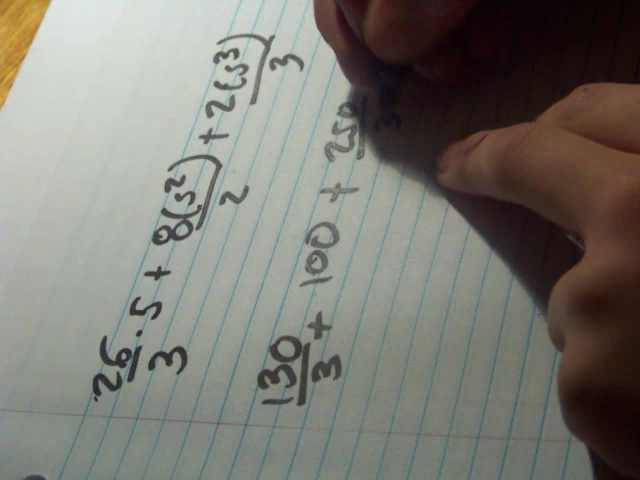 26/3 · 5 + 8(5²)/2 + 2(5³)/3
130/3 + 100 + 250/3